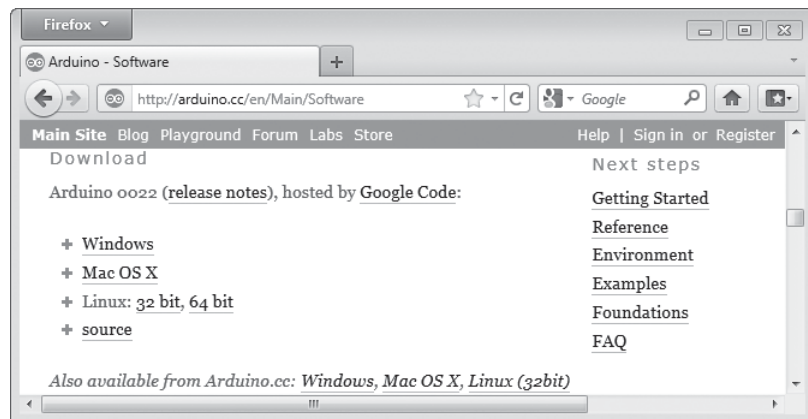 Firefox
Arduino - Software
http://arduino.cc/en/Main/Software
Google
Main Site Blog Playground Forum Labs Store
Help | Sign in or Register
Download
Arduino 0022 (release notes), hosted by Google Code:
Windows
Mac OS X
Linux: 32 bit, 64 bit
source
Also available from Arduino.cc: Windows, Mac OS X, Linux (32bit)
Next steps
Getting Started
Reference
Environment
Examples
Foundations
FAQ